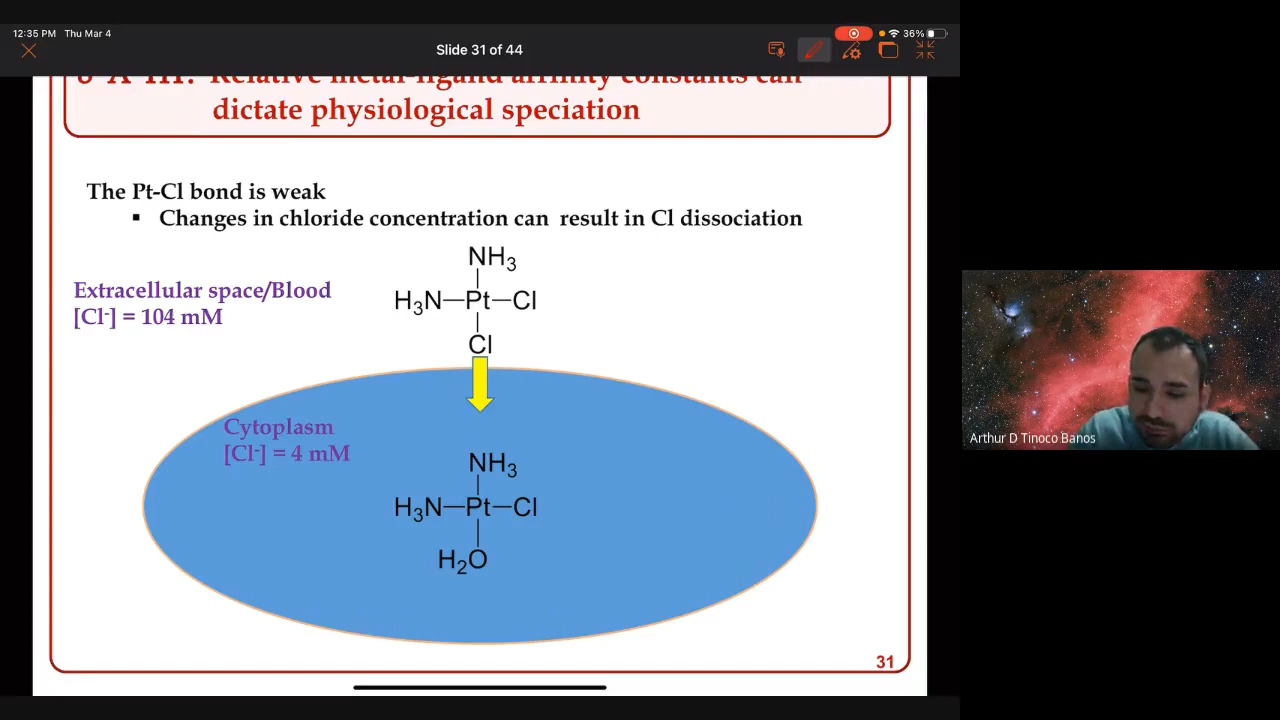 12:35 PM Thu Mar 4
36%
Slide 31 of 44
Relative metal-ligand affinity constants can
dictate physiological speciation
The Pt-Cl bond is weak
▪ Changes in chloride concentration can result in Cl dissociation
NH₃
Extracellular space/Blood
H₃N—Pt—Cl
[Cl⁻] = 104 mM
Cl
Cytoplasm
[Cl⁻] = 4 mM
NH₃
H₃N—Pt—Cl
H₂O
31
Arthur D Tinoco Banos